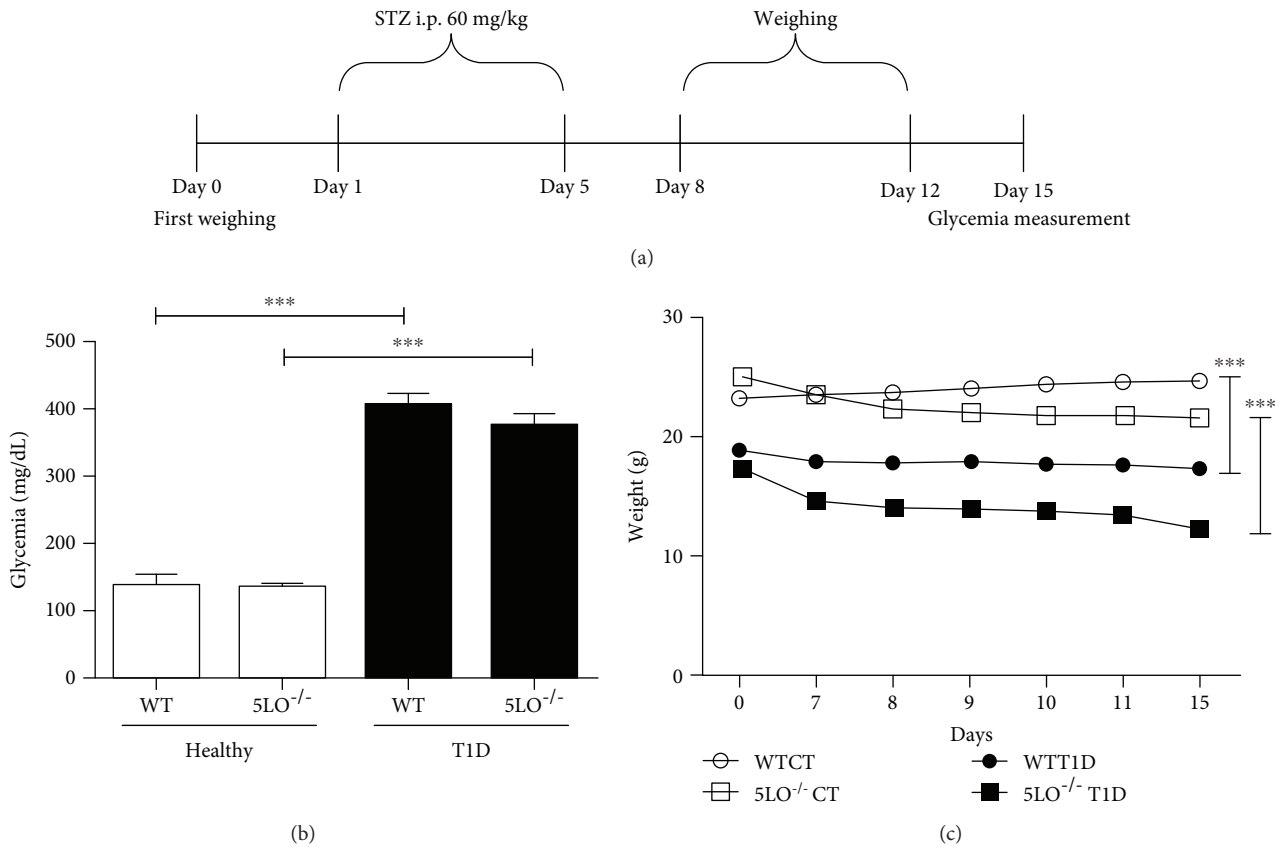 STZ i.p. 60 mg/kg Weighing
Day 0 Day 1 Day 5 Day 8 Day 12 Day 15
First weighing Glycemia measurement
(a)
*** ***
Glycemia (mg/dL)
500
400
300
200
100
0
WT 5LO-/- WT 5LO-/-
Healthy T1D
(b)
*** ***
Weight (g)
30
20
10
0
0 7 8 9 10 11 15
Days
WTCT WTT1D
5LO-/- CT 5LO-/- T1D
(c)